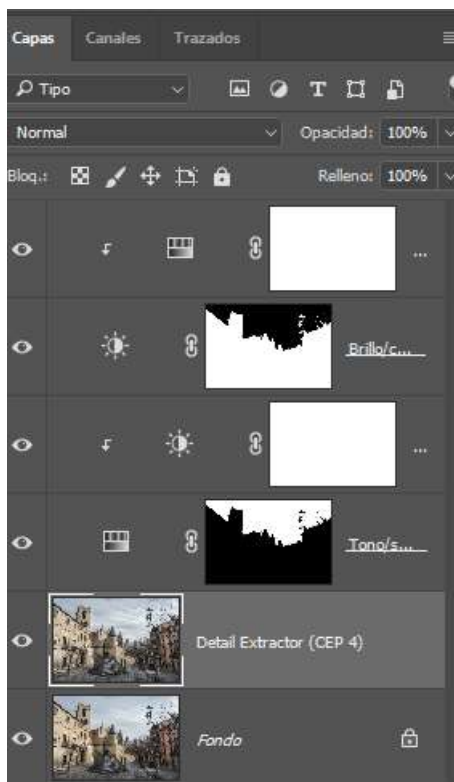 Capas Canales Trazados
Tipo T
Normal Opacidad: 100%
Bloq.: Relleno: 100%
...
Brillo/c...
...
Tono/s...
Detail Extractor (CEP 4)
Fondo